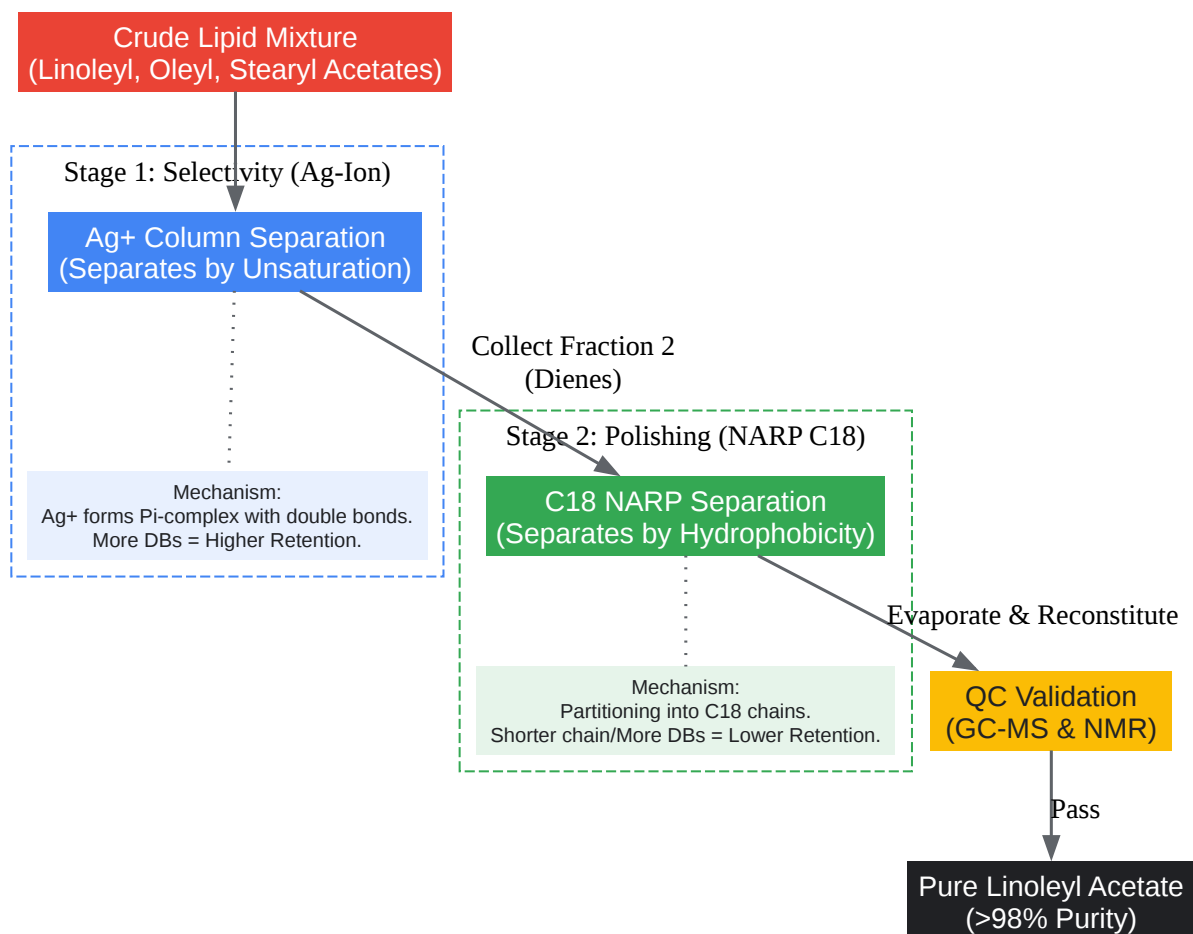 Crude Lipid Mixture
(Linoleyl, Oleyl, Stearyl Acetates)
Stage 1: Selectivity (Ag-Ion)
Ag+ Column Separation
(Separates by Unsaturation)
Collect Fraction 2
(Dienes)
Mechanism:
Ag+ forms Pi-complex with double bonds.
More DBs = Higher Retention.
Stage 2: Polishing (NARP C18)
C18 NARP Separation
(Separates by Hydrophobicity)
Evaporate & Reconstitute
Mechanism:
Partitioning into C18 chains.
Shorter chain/More DBs = Lower Retention.
QC Validation
(GC-MS & NMR)
Pass
Pure Linoleyl Acetate
(>98% Purity)